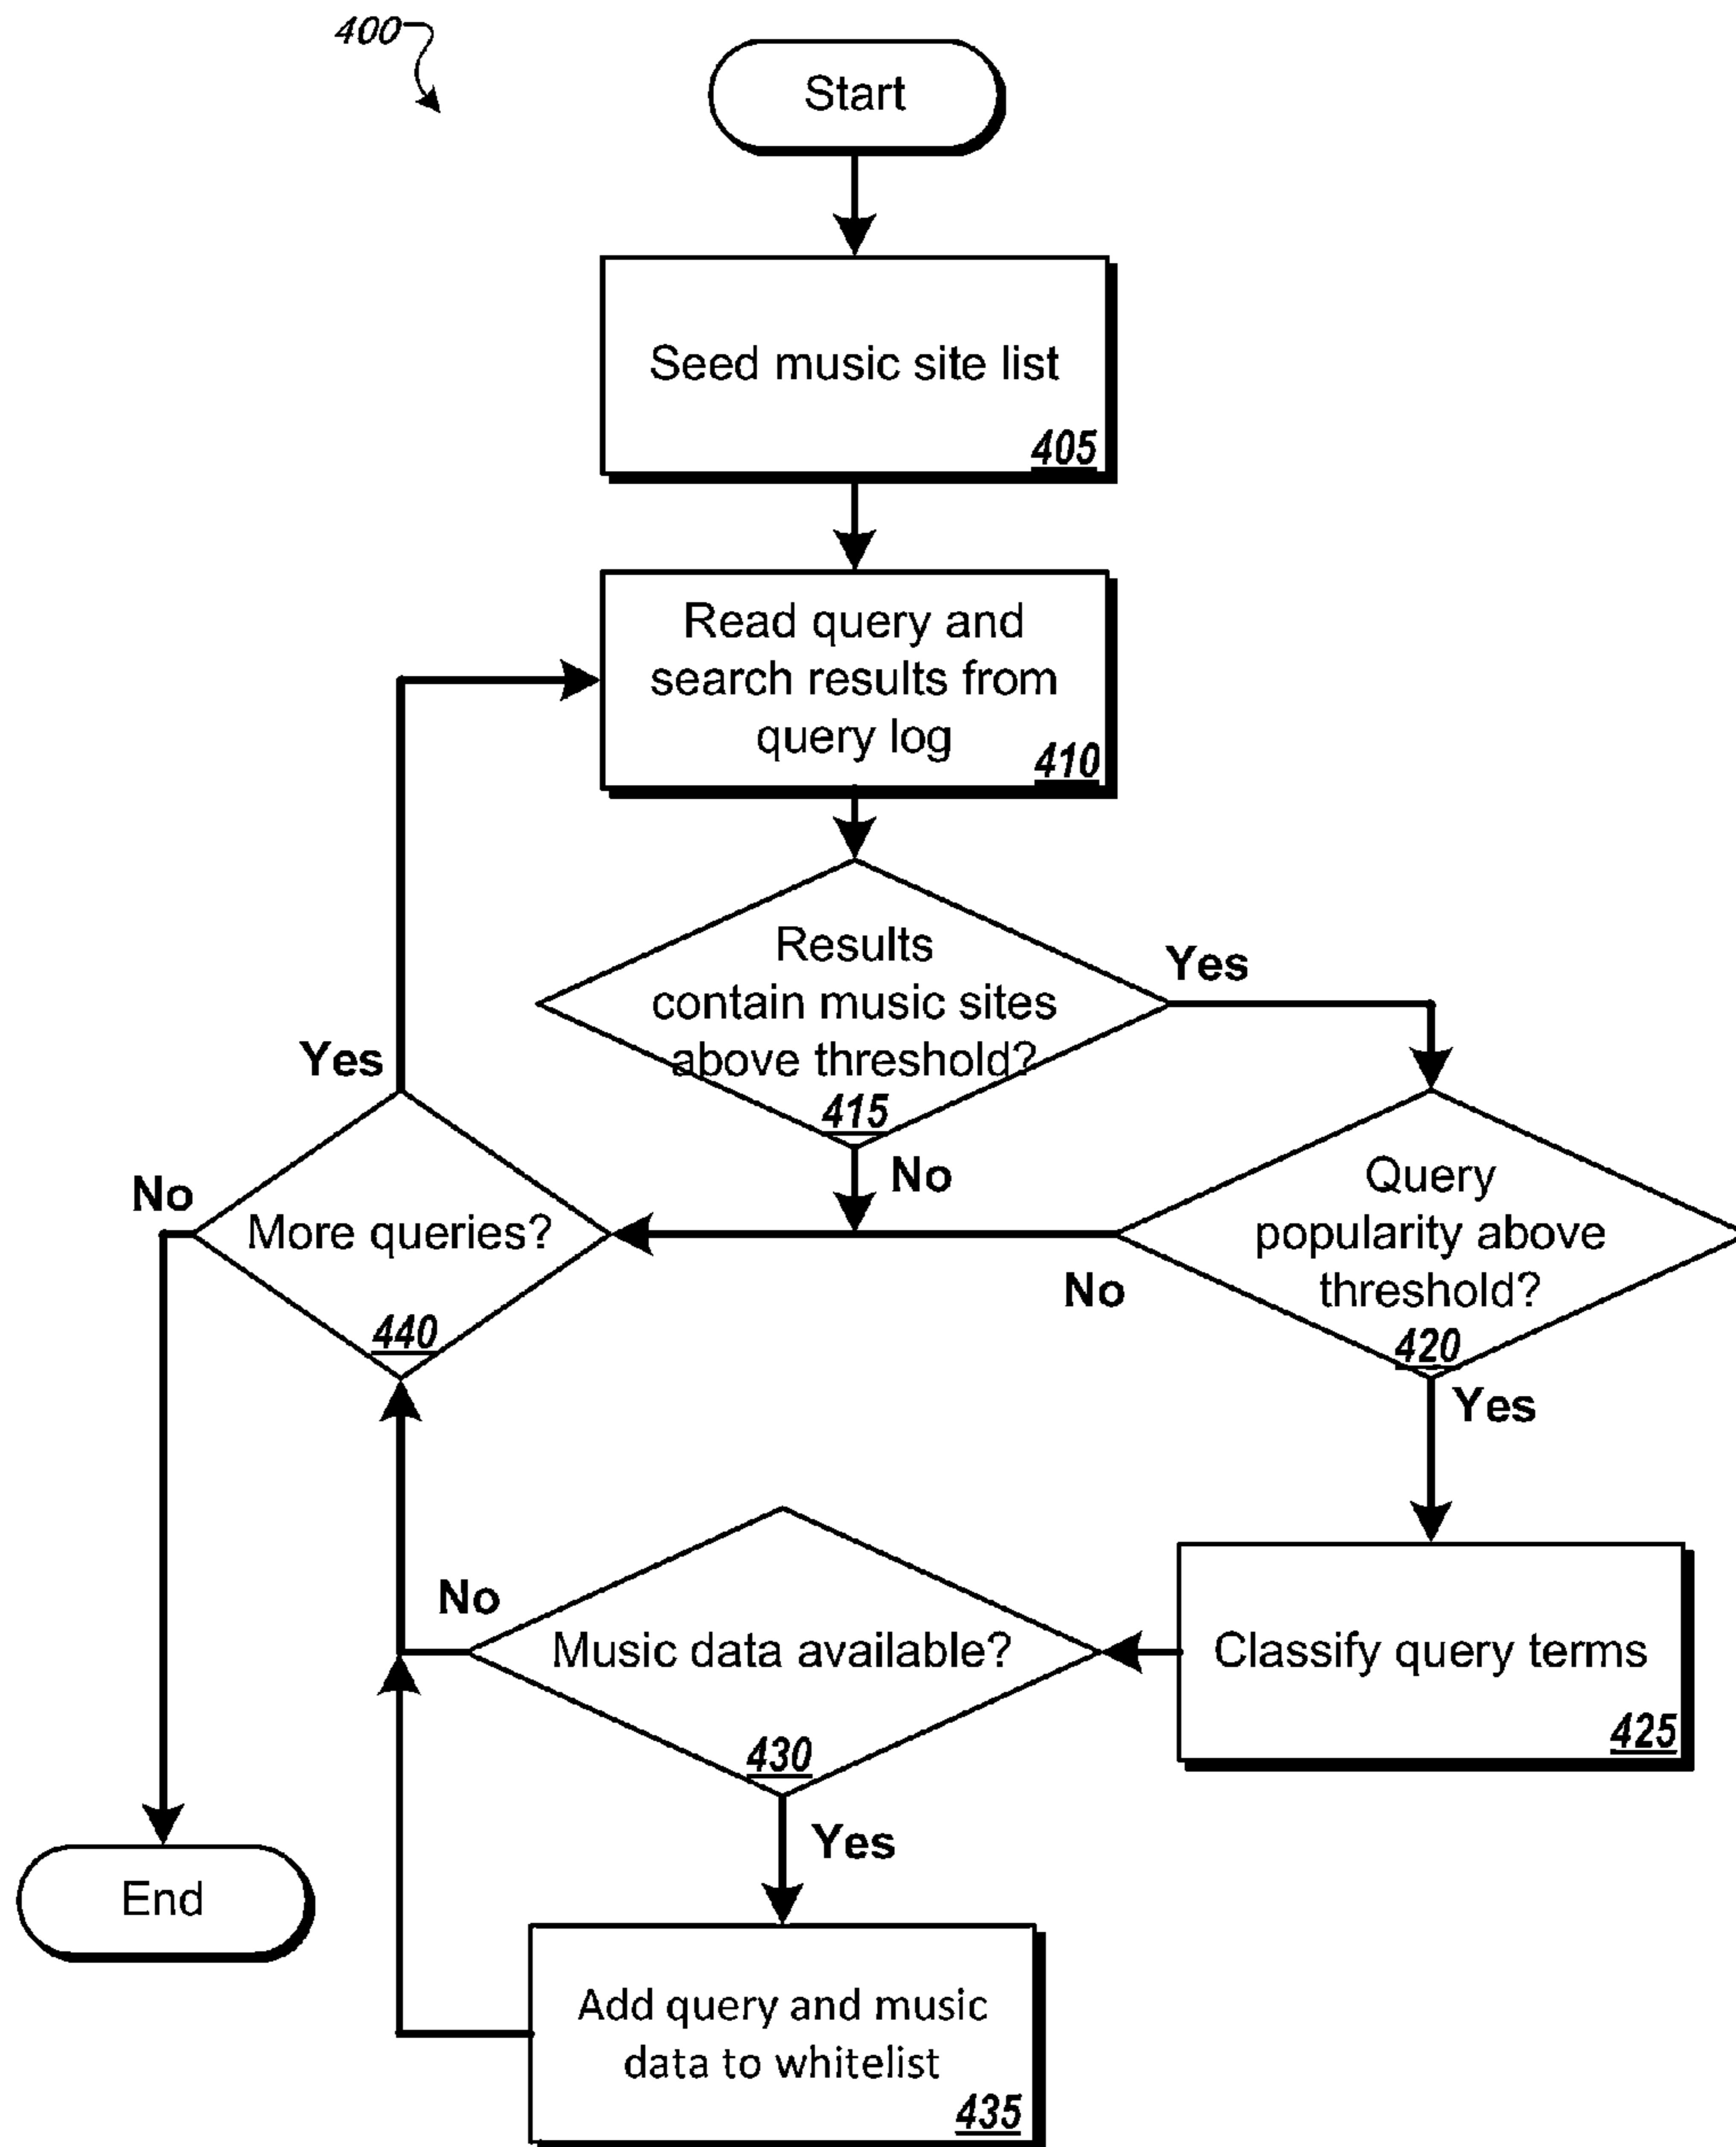 400
Start
Seed music site list
405
Read query and
search results from
query log
410
Results
contain music sites
above threshold?
415
Yes
No
Query
popularity above
threshold?
420
No
Yes
Yes
No
More queries?
440
Classify query terms
425
Music data available?
430
No
Yes
Add query and music
data to whitelist
435
End